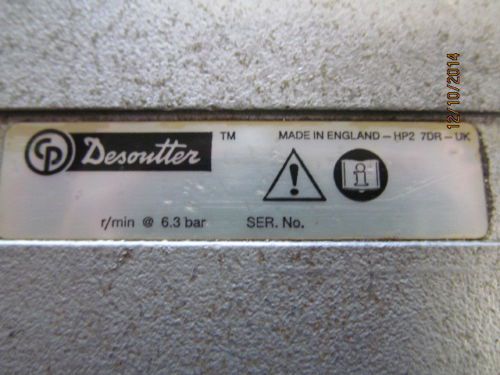 CP Desoutter TM MADE IN ENGLAND – HP2 7DR – UK
r/min @ 6.3 bar SER. No.
12/10/2014